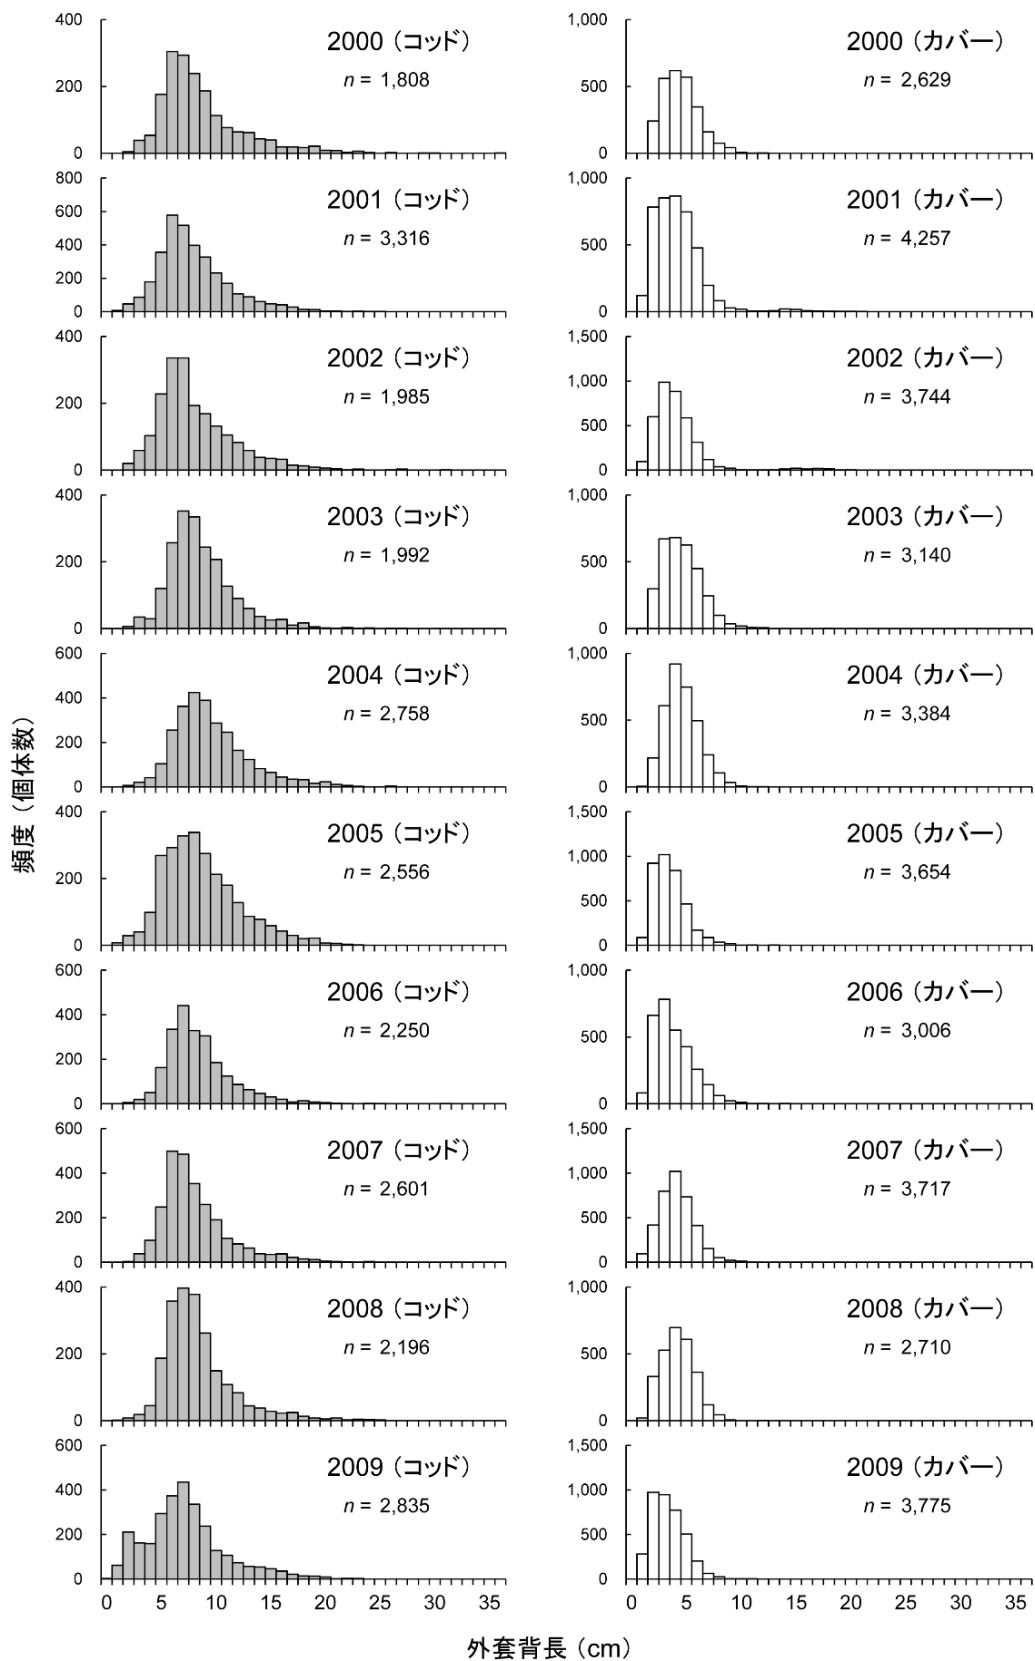 400
200
0
2000（コッド）
n = 1,808
1,000
500
0
2000（カバー）
n = 2,629
800
600
400
200
0
2001（コッド）
n = 3,316
1,000
500
0
2001（カバー）
n = 4,257
400
200
0
2002（コッド）
n = 1,985
1,500
1,000
500
0
2002（カバー）
n = 3,744
400
200
0
2003（コッド）
n = 1,992
1,000
500
0
2003（カバー）
n = 3,140
600
400
200
0
2004（コッド）
n = 2,758
1,000
500
0
2004（カバー）
n = 3,384
頻度（個体数）
400
200
0
2005（コッド）
n = 2,556
1,500
1,000
500
0
2005（カバー）
n = 3,654
600
400
200
0
2006（コッド）
n = 2,250
1,000
500
0
2006（カバー）
n = 3,006
600
400
200
0
2007（コッド）
n = 2,601
1,500
1,000
500
0
2007（カバー）
n = 3,717
400
200
0
2008（コッド）
n = 2,196
1,000
500
0
2008（カバー）
n = 2,710
600
400
200
0
2009（コッド）
n = 2,835
1,500
1,000
500
0
2009（カバー）
n = 3,775
0 5 10 15 20 25 30 35
0 5 10 15 20 25 30 35
外套背長（cm）